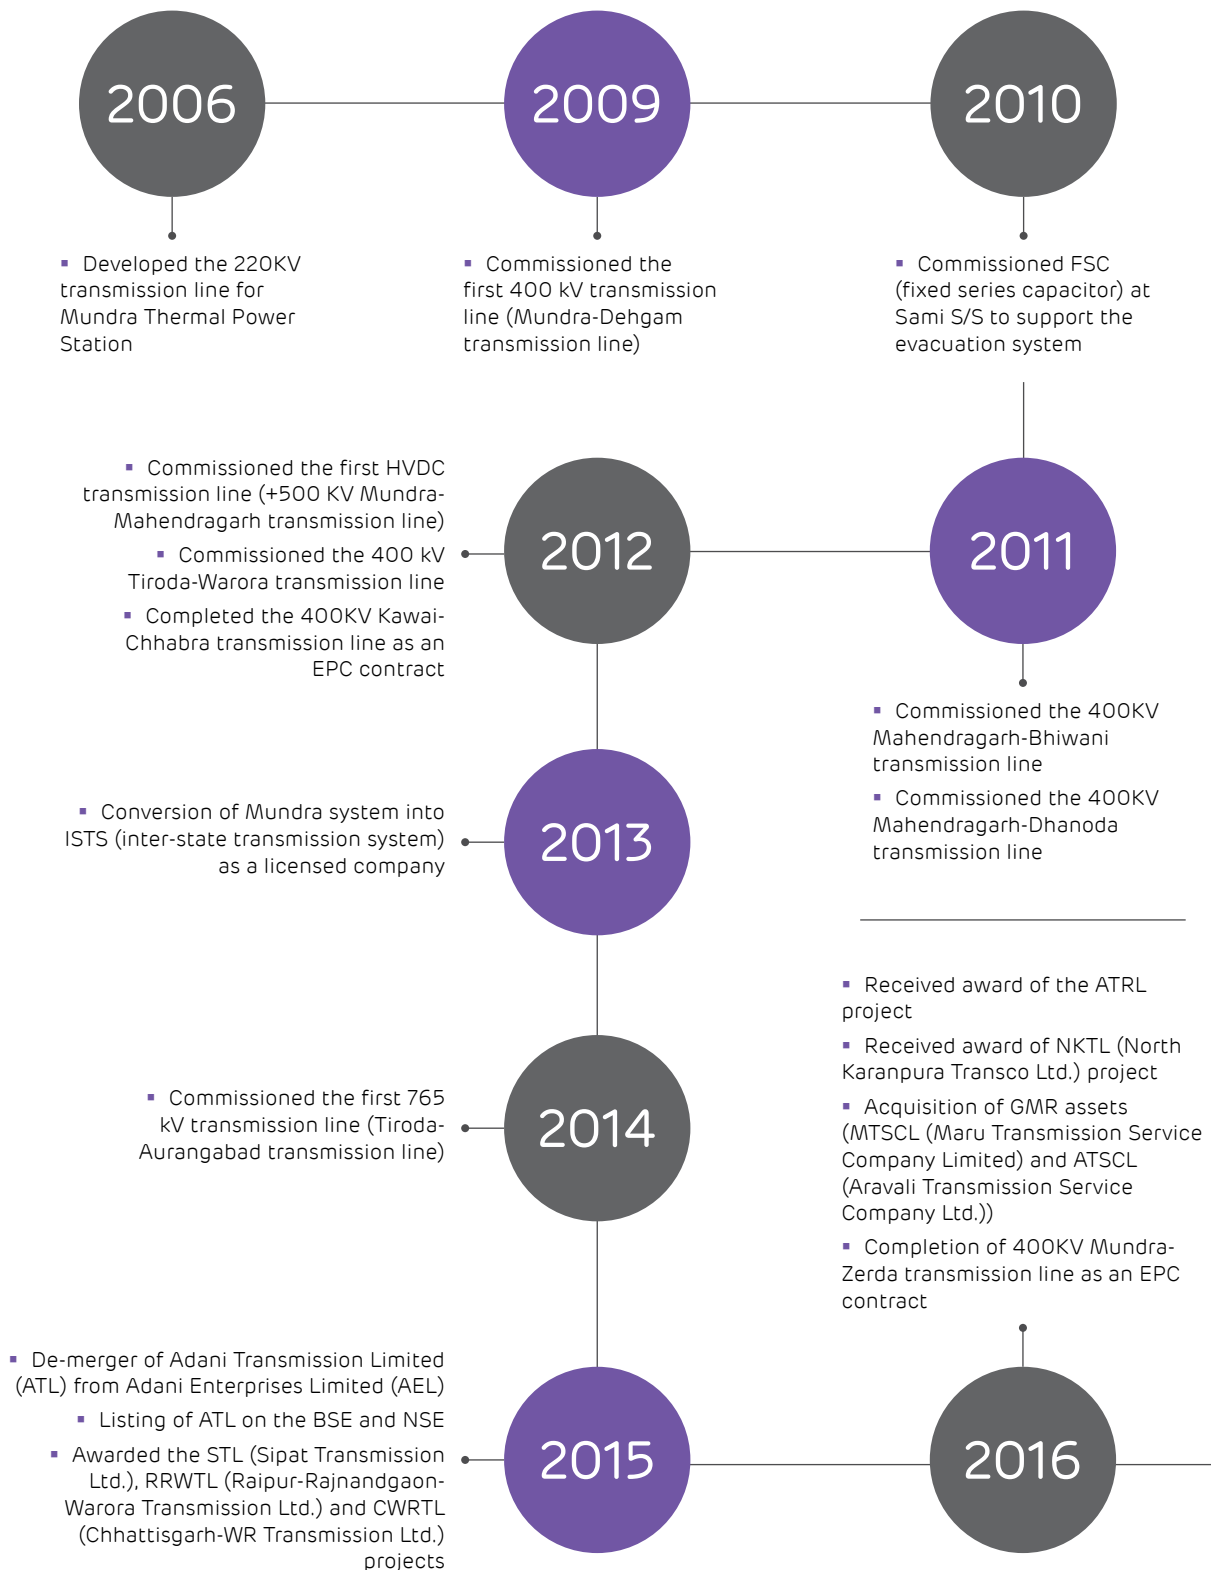 2006
2009
2010
▪ Developed the 220KV
transmission line for
Mundra Thermal Power
Station
▪ Commissioned the
first 400 kV transmission
line (Mundra-Dehgam
transmission line)
▪ Commissioned FSC
(fixed series capacitor) at
Sami S/S to support the
evacuation system
2011
▪ Commissioned the 400KV
Mahendragarh-Bhiwani
transmission line
▪ Commissioned the 400KV
Mahendragarh-Dhanoda
transmission line
2012
▪ Commissioned the first HVDC
transmission line (+500 KV Mundra-
Mahendragarh transmission line)
▪ Commissioned the 400 kV
Tiroda-Warora transmission line
▪ Completed the 400KV Kawai-
Chhabra transmission line as an
EPC contract
2013
▪ Conversion of Mundra system into
ISTS (inter-state transmission system)
as a licensed company
2014
▪ Commissioned the first 765
kV transmission line (Tiroda-
Aurangabad transmission line)
2015
▪ De-merger of Adani Transmission Limited
(ATL) from Adani Enterprises Limited (AEL)
▪ Listing of ATL on the BSE and NSE
▪ Awarded the STL (Sipat Transmission
Ltd.), RRWTL (Raipur-Rajnandgaon-
Warora Transmission Ltd.) and CWRTL
(Chhattisgarh-WR Transmission Ltd.)
projects
▪ Received award of the ATRL
project
▪ Received award of NKTL (North
Karanpura Transco Ltd.) project
▪ Acquisition of GMR assets
(MTSCL (Maru Transmission Service
Company Limited) and ATSCL
(Aravali Transmission Service
Company Ltd.))
▪ Completion of 400KV Mundra-
Zerda transmission line as an EPC
contract
2016